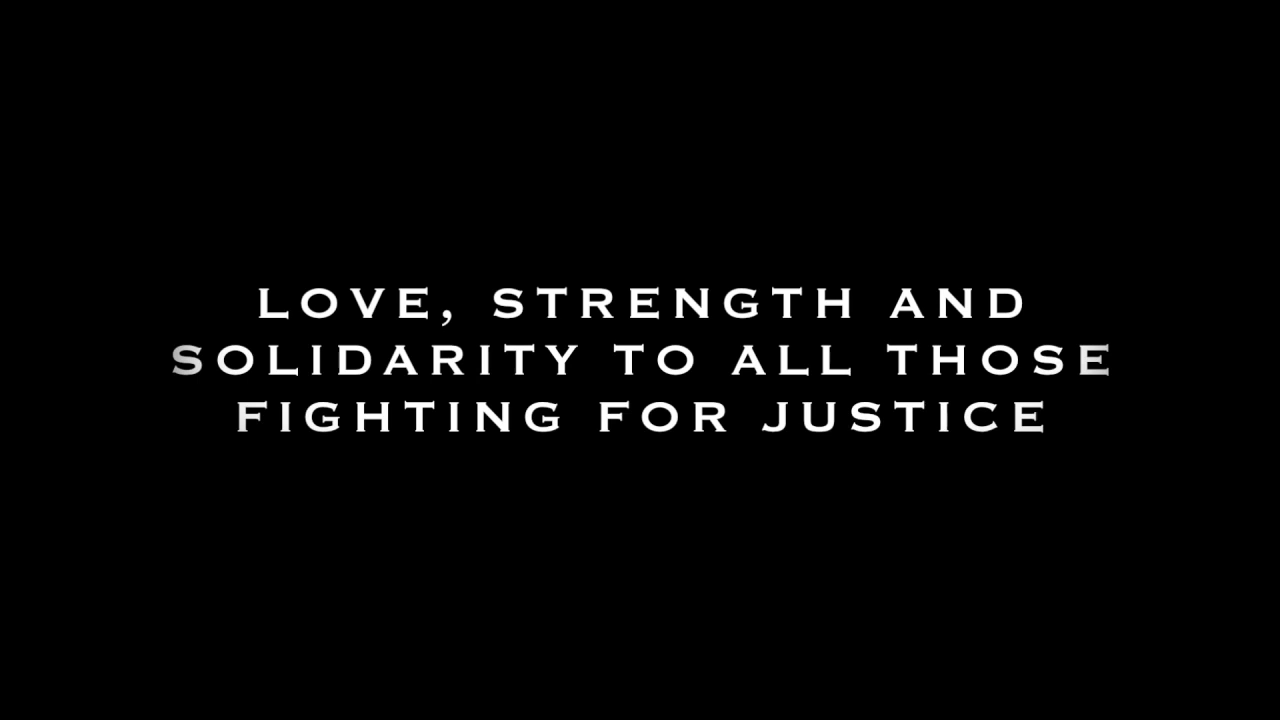 LOVE, STRENGTH AND
SOLIDARITY TO ALL THOSE
FIGHTING FOR JUSTICE